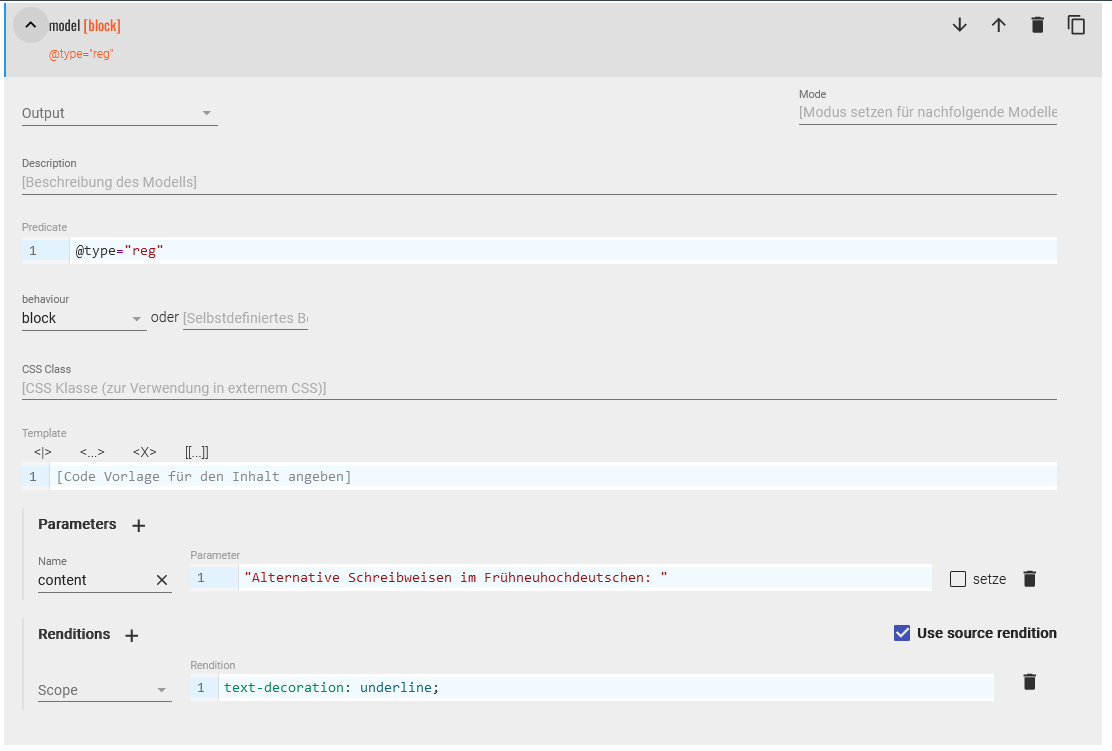 model [block]
@type="reg"
Output
Mode
[Modus setzen für nachfolgende Modelle
Description
[Beschreibung des Modells]
Predicate
1 @type="reg"
behaviour
block oder [Selbstdefiniertes B
CSS Class
[CSS Klasse (zur Verwendung in externem CSS)]
Template
<|> <...> <X> [[...]]
1 [Code Vorlage für den Inhalt angeben]
Parameters +
Name Parameter
content 1 "Alternative Schreibweisen im Frühneuhochdeutschen: " setze
Renditions + Use source rendition
Rendition
Scope 1 text-decoration: underline;